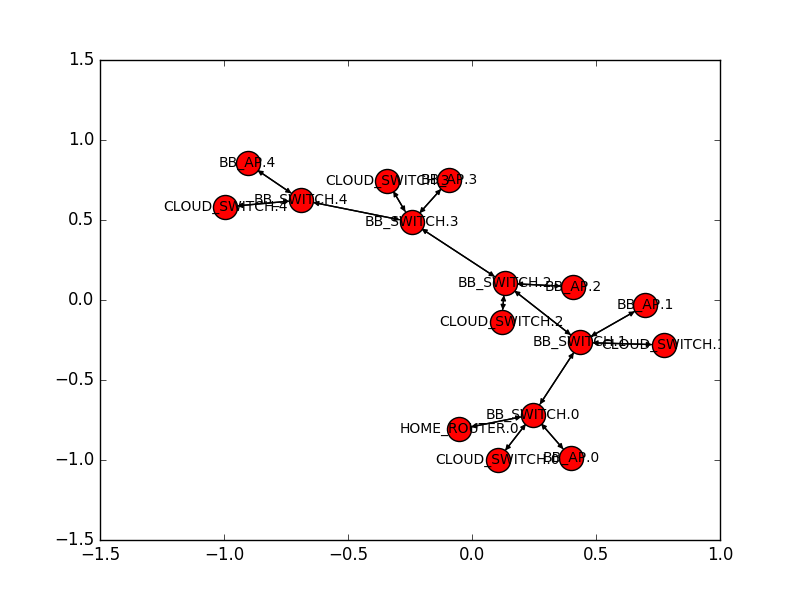 1.5
1.0
0.5
0.0
−0.5
−1.0
−1.5
−1.5
−1.0
−0.5
0.0
0.5
1.0
BB_AP.4
CLOUD_SWITCH.4
BB_SWITCH.4
CLOUD_SWITCH.3
BB_AP.3
BB_SWITCH.3
BB_SWITCH.2
BB_AP.2
CLOUD_SWITCH.2
BB_AP.1
BB_SWITCH.1
CLOUD_SWITCH.1
BB_SWITCH.0
HOME_ROUTER.0
CLOUD_SWITCH.0
BB_AP.0